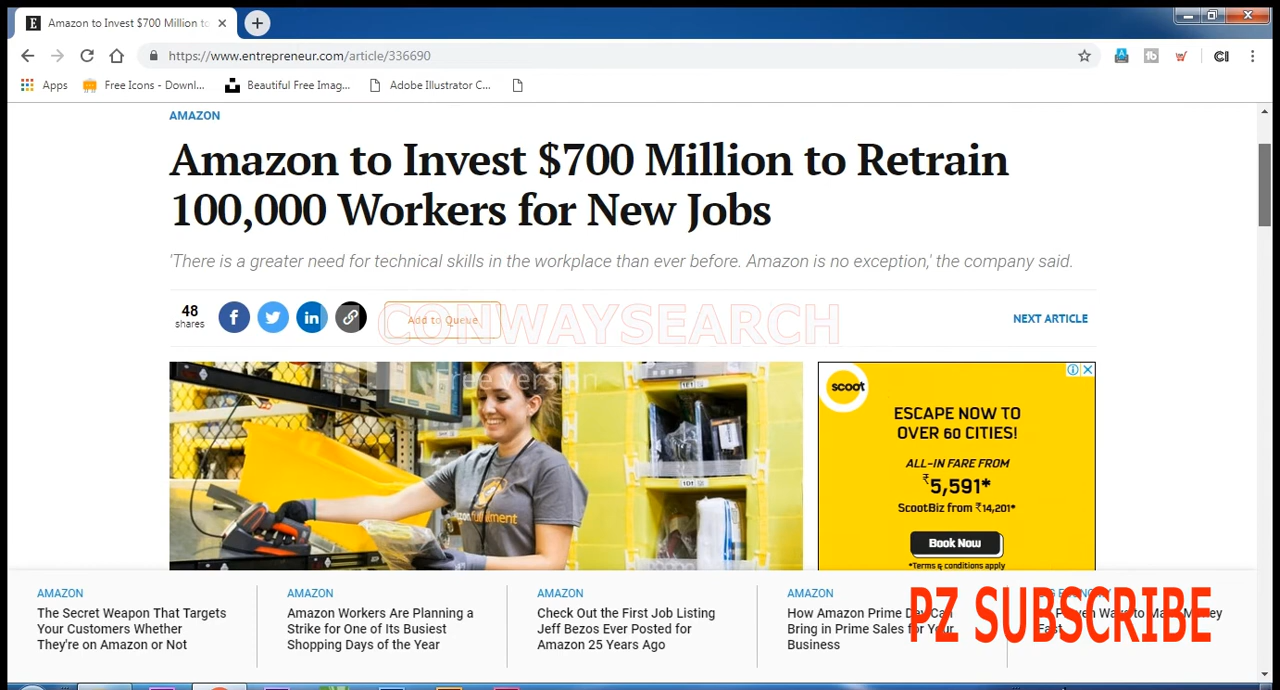 Amazon to Invest $700 Million to
https://www.entrepreneur.com/article/336690
Apps
Free Icons - Downl...
Beautiful Free Imag...
Adobe Illustrator C...
AMAZON
Amazon to Invest $700 Million to Retrain
100,000 Workers for New Jobs
'There is a greater need for technical skills in the workplace than ever before. Amazon is no exception,' the company said.
48
shares
Add to Queue
CONWAYSEARCH
NEXT ARTICLE
Free version
scoot
ESCAPE NOW TO
OVER 60 CITIES!
ALL-IN FARE FROM
₹5,591*
ScootBiz from ₹14,201*
Book Now
*Terms & conditions apply
AMAZON
The Secret Weapon That Targets
Your Customers Whether
They're on Amazon or Not
AMAZON
Amazon Workers Are Planning a
Strike for One of Its Busiest
Shopping Days of the Year
AMAZON
Check Out the First Job Listing
Jeff Bezos Ever Posted for
Amazon 25 Years Ago
AMAZON
How Amazon Prime Day Can
Bring in Prime Sales for Your
Business
Ways to Make Money
Fast
PZ SUBSCRIBE